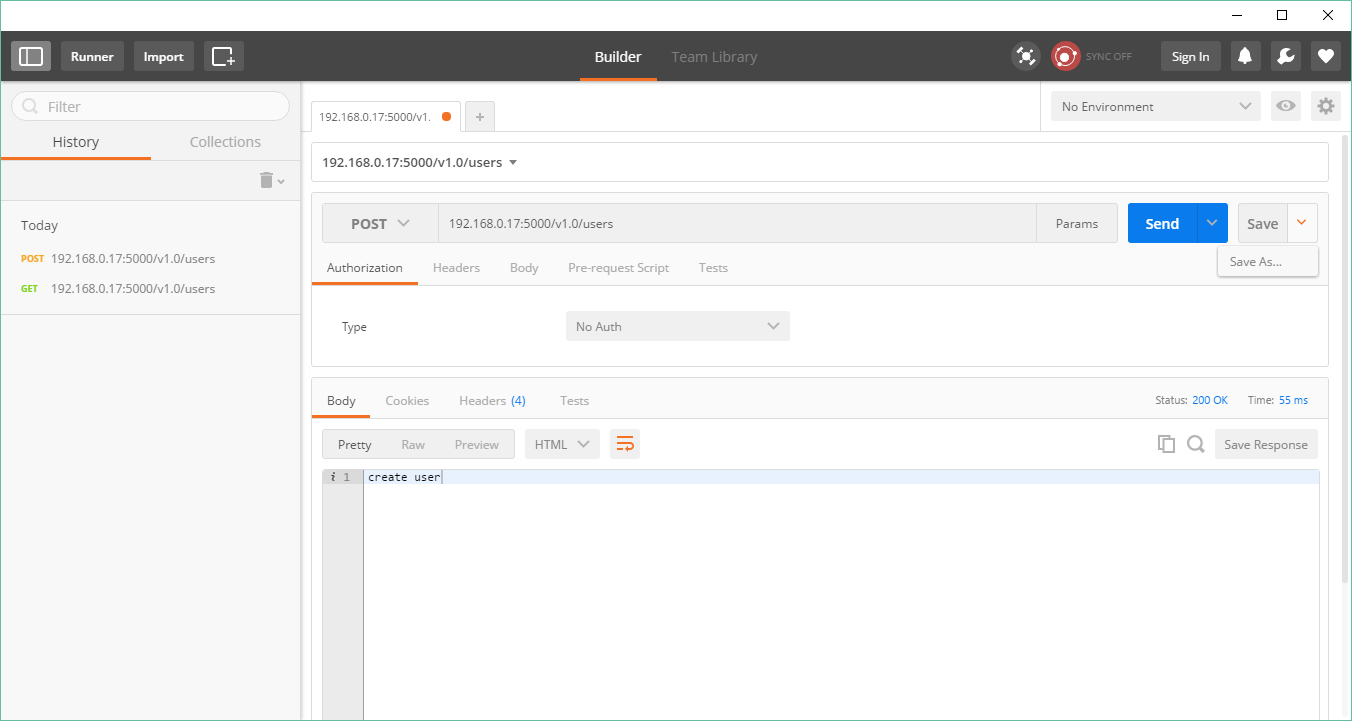 Runner Import Builder Team Library SYNC OFF Sign In
Filter
History Collections
Today
POST 192.168.0.17:5000/v1.0/users
GET 192.168.0.17:5000/v1.0/users
192.168.0.17:5000/v1. + No Environment
192.168.0.17:5000/v1.0/users
POST 192.168.0.17:5000/v1.0/users Params Send Save
Save As...
Authorization Headers Body Pre-request Script Tests
Type No Auth
Body Cookies Headers (4) Tests Status: 200 OK Time: 55 ms
Pretty Raw Preview HTML Save Response
i 1 create user